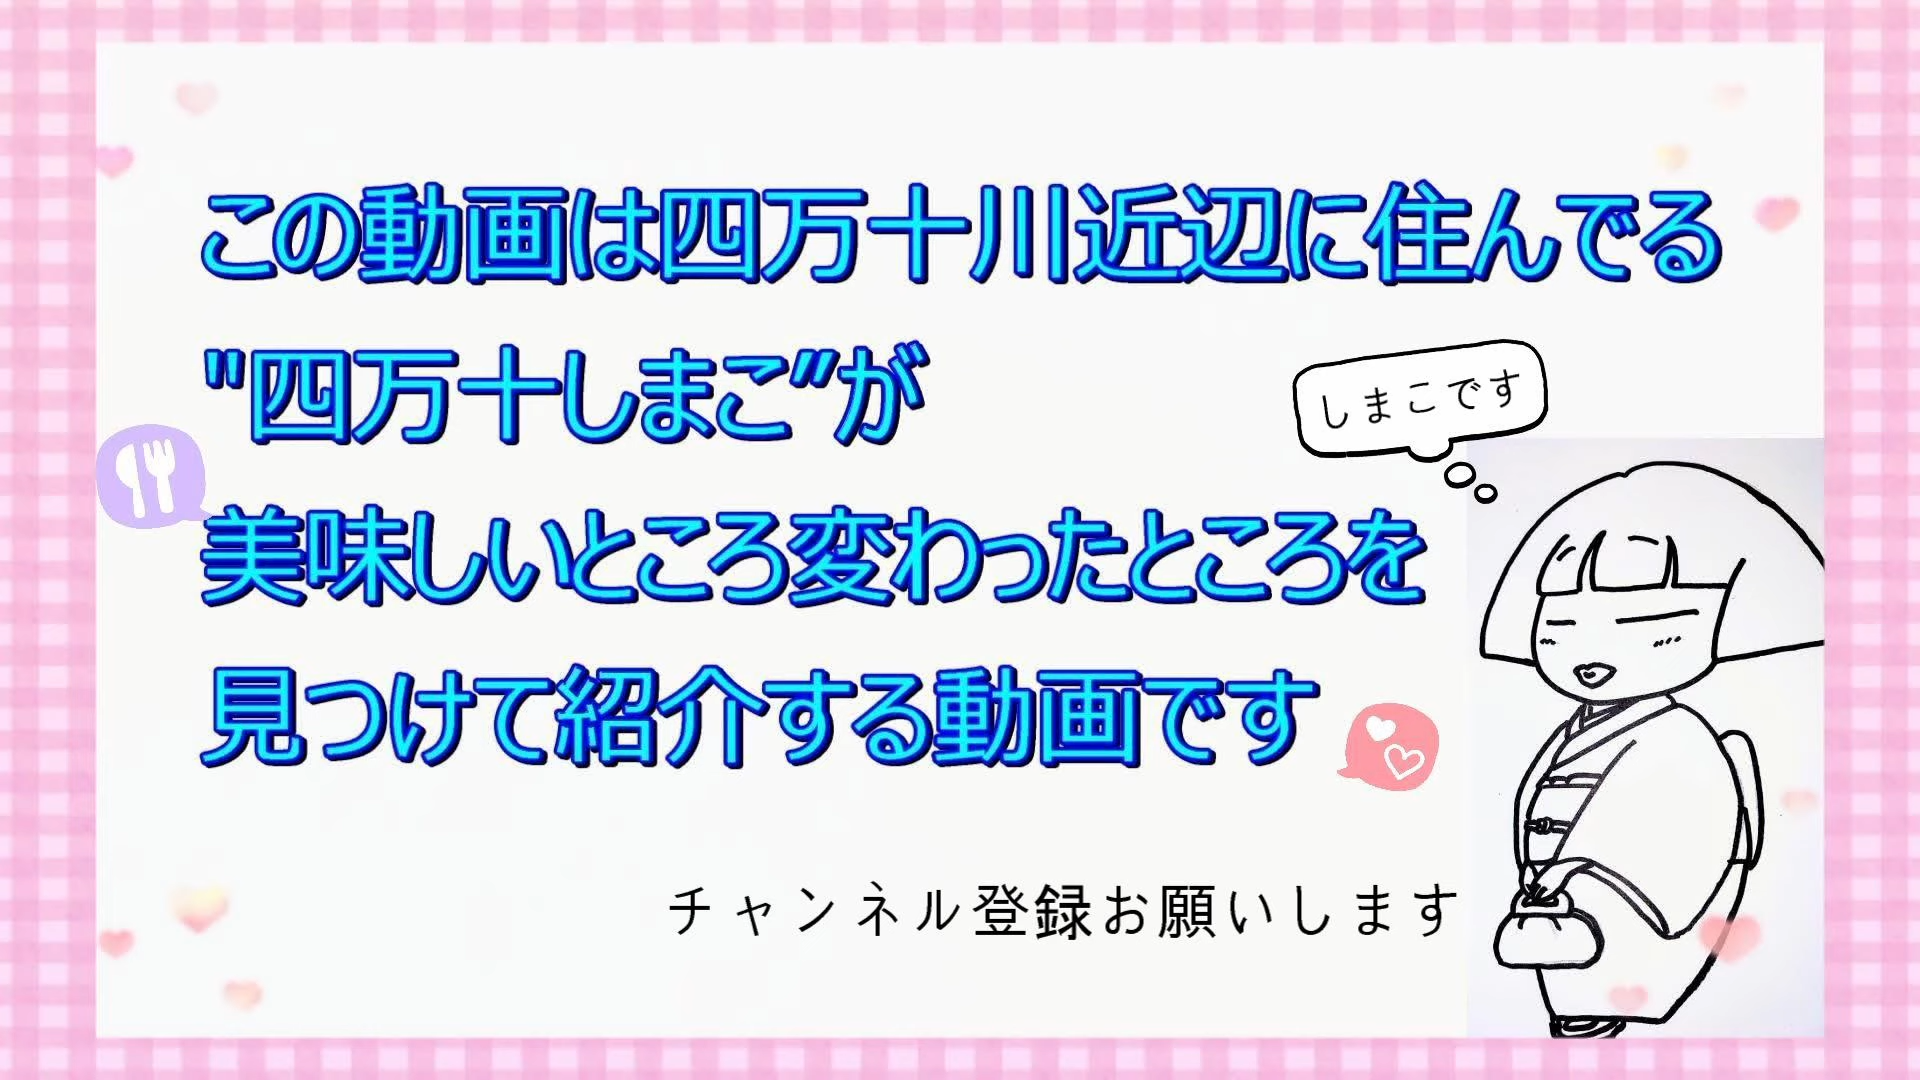 この動画は四万十川近辺に住んでる
"四万十しまこ”が
しまこです
美味しいところ変わったところを
見つけて紹介する動画です
チャンネル登録お願いします